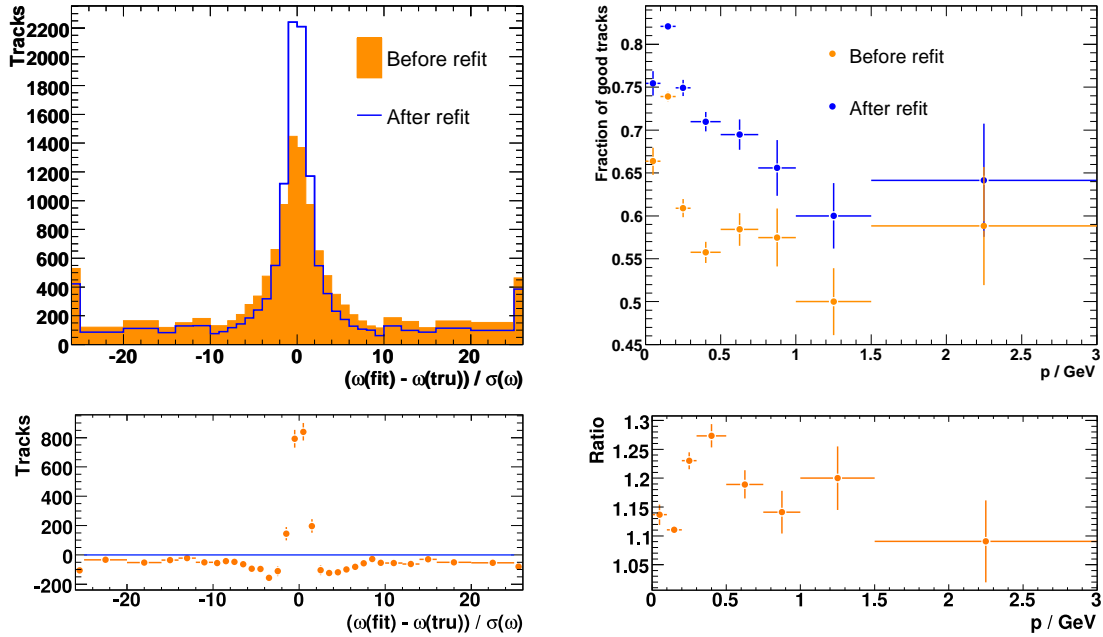 Tracks
2200
2000
1800
1600
1400
1200
1000
800
600
400
200
0
Before refit
After refit
-20 -10 0 10 20
(ω(fit) - ω(tru)) / σ(ω)
Fraction of good tracks
0.8
0.75
0.7
0.65
0.6
0.55
0.5
0.45
Before refit
After refit
0 0.5 1 1.5 2 2.5 3
p / GeV
Tracks
800
600
400
200
0
-200
-20 -10 0 10 20
(ω(fit) - ω(tru)) / σ(ω)
Ratio
1.3
1.25
1.2
1.15
1.1
1.05
0 0.5 1 1.5 2 2.5 3
p / GeV